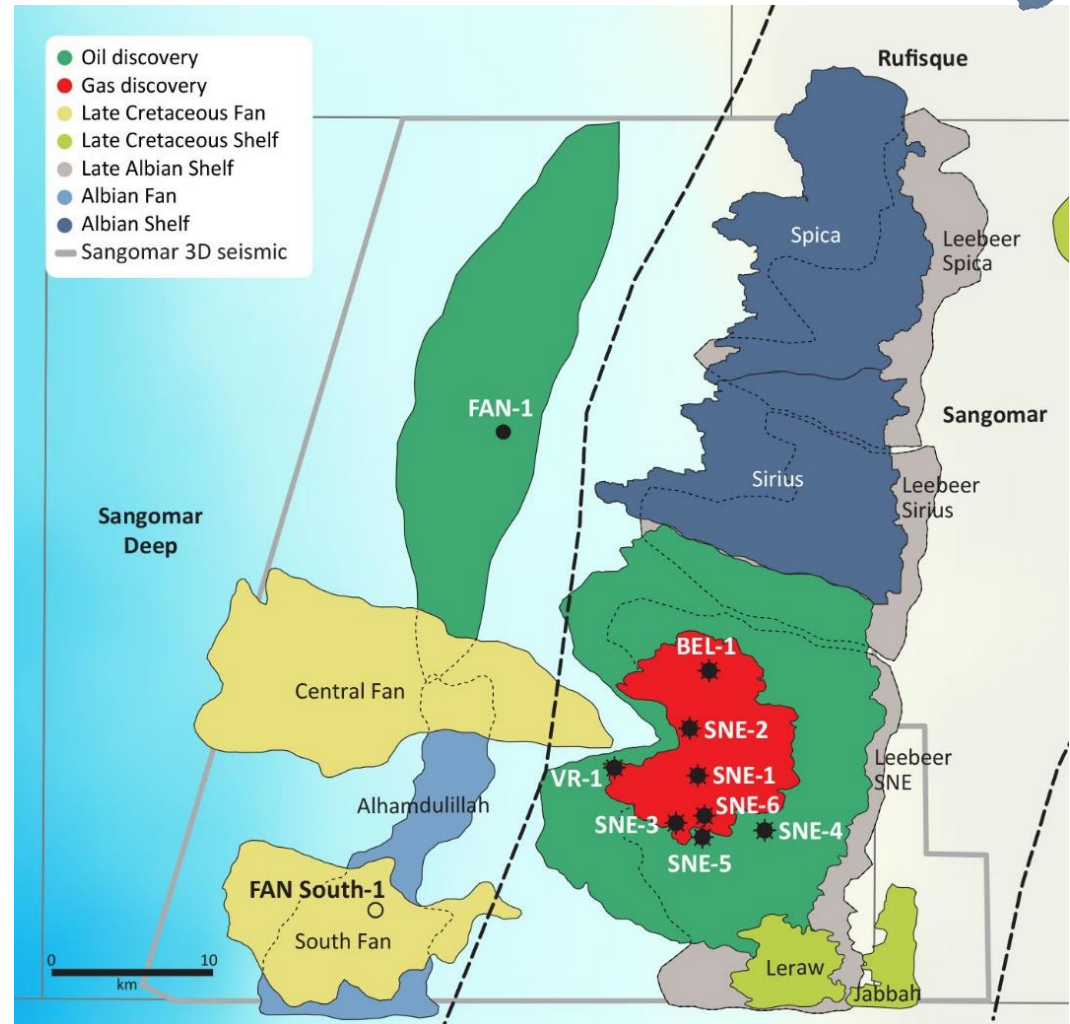 Oil discovery
Gas discovery
Late Cretaceous Fan
Late Cretaceous Shelf
Late Albian Shelf
Albian Fan
Albian Shelf
Sangomar 3D seismic
Rufisque
Spica
Leebeer
Spica
FAN-1
Sangomar
Sirius
Leebeer
Sirius
Sangomar
Deep
BEL-1
Central Fan
SNE-2
Leebeer
SNE
VR-1
SNE-1
Alhamdulillah
SNE-6
SNE-3
SNE-4
SNE-5
FAN South-1
South Fan
0 10
km
Leraw
Jabbah